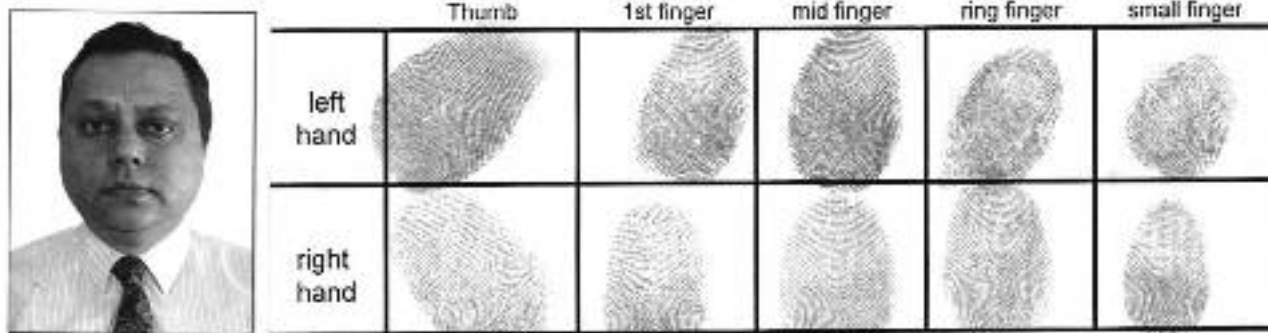 Thumb 1st finger mid finger ring finger small finger
left
hand
right
hand